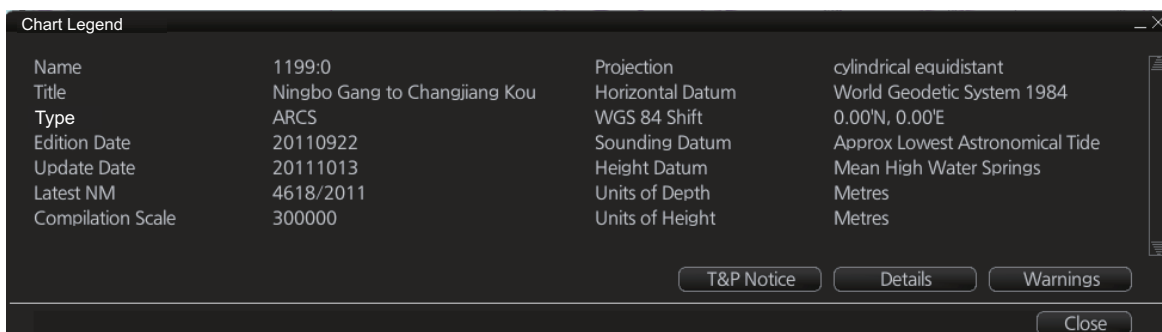 Chart Legend
Name 1199:0 Projection cylindrical equidistant
Title Ningbo Gang to Changjiang Kou Horizontal Datum World Geodetic System 1984
Type ARCS WGS 84 Shift 0.00'N, 0.00'E
Edition Date 20110922 Sounding Datum Approx Lowest Astronomical Tide
Update Date 20111013 Height Datum Mean High Water Springs
Latest NM 4618/2011 Units of Depth Metres
Compilation Scale 300000 Units of Height Metres
T&P Notice Details Warnings
Close